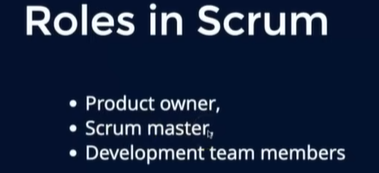 Roles in Scrum
• Product owner,
• Scrum master,
• Development team members